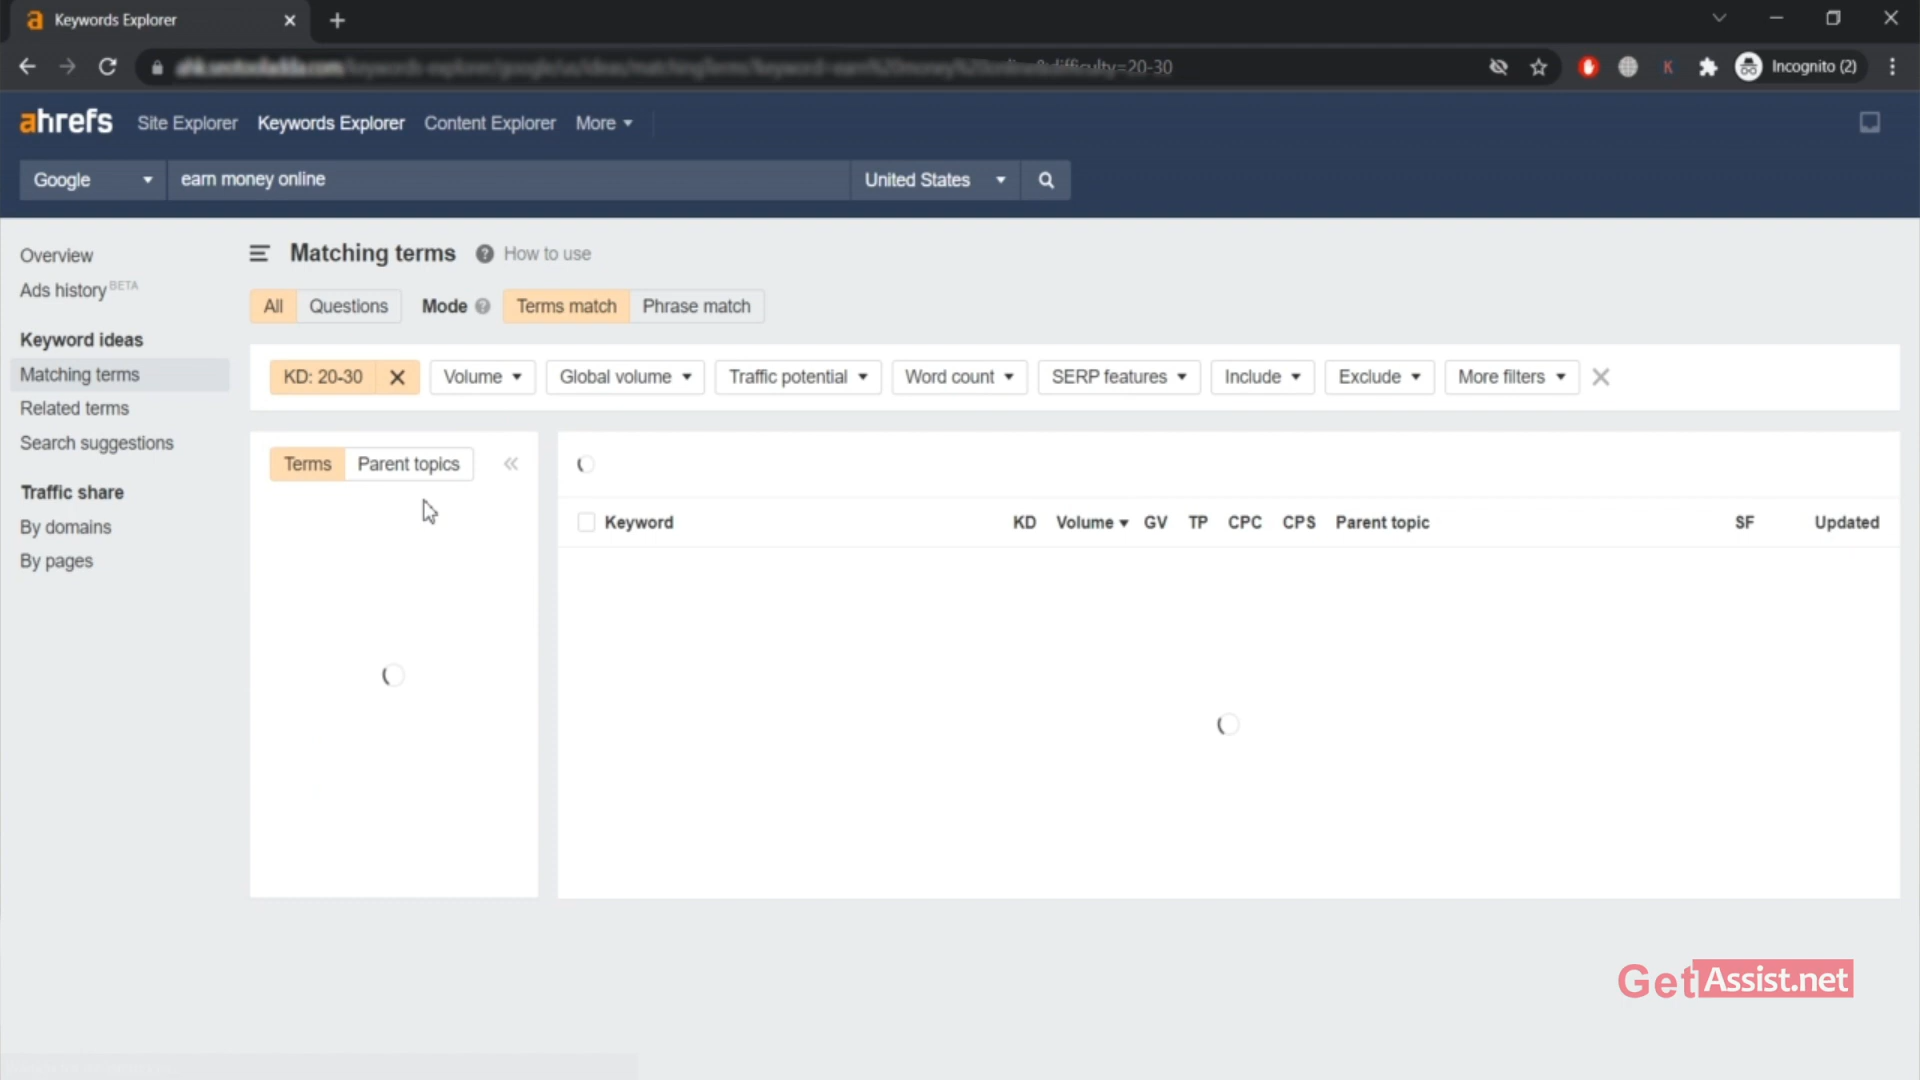 Keywords Explorer
difficulty=20-30
Incognito (2)
ahrefs Site Explorer Keywords Explorer Content Explorer More
Google earn money online United States
Overview
Ads history BETA
Keyword ideas
Matching terms
Related terms
Search suggestions
Traffic share
By domains
By pages
Matching terms ? How to use
All Questions Mode ? Terms match Phrase match
KD: 20-30 Volume Global volume Traffic potential Word count SERP features Include Exclude More filters
Terms Parent topics
Keyword KD Volume GV TP CPC CPS Parent topic SF Updated
GetAssist.net